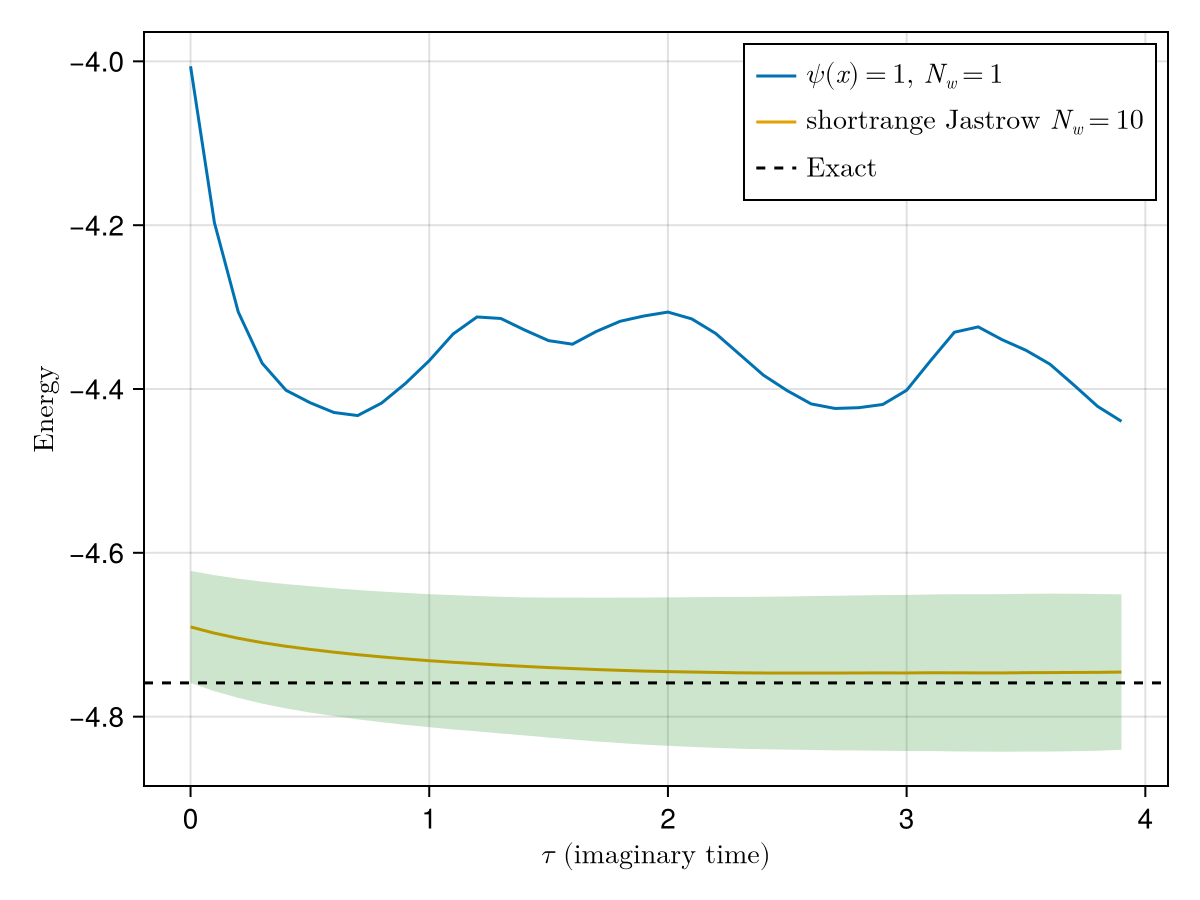 −4.0
−4.2
−4.4
−4.6
−4.8
Energy
0
1
2
3
4
τ (imaginary time)
ψ(x) = 1, N_w = 1
shortrange Jastrow N_w = 10
Exact